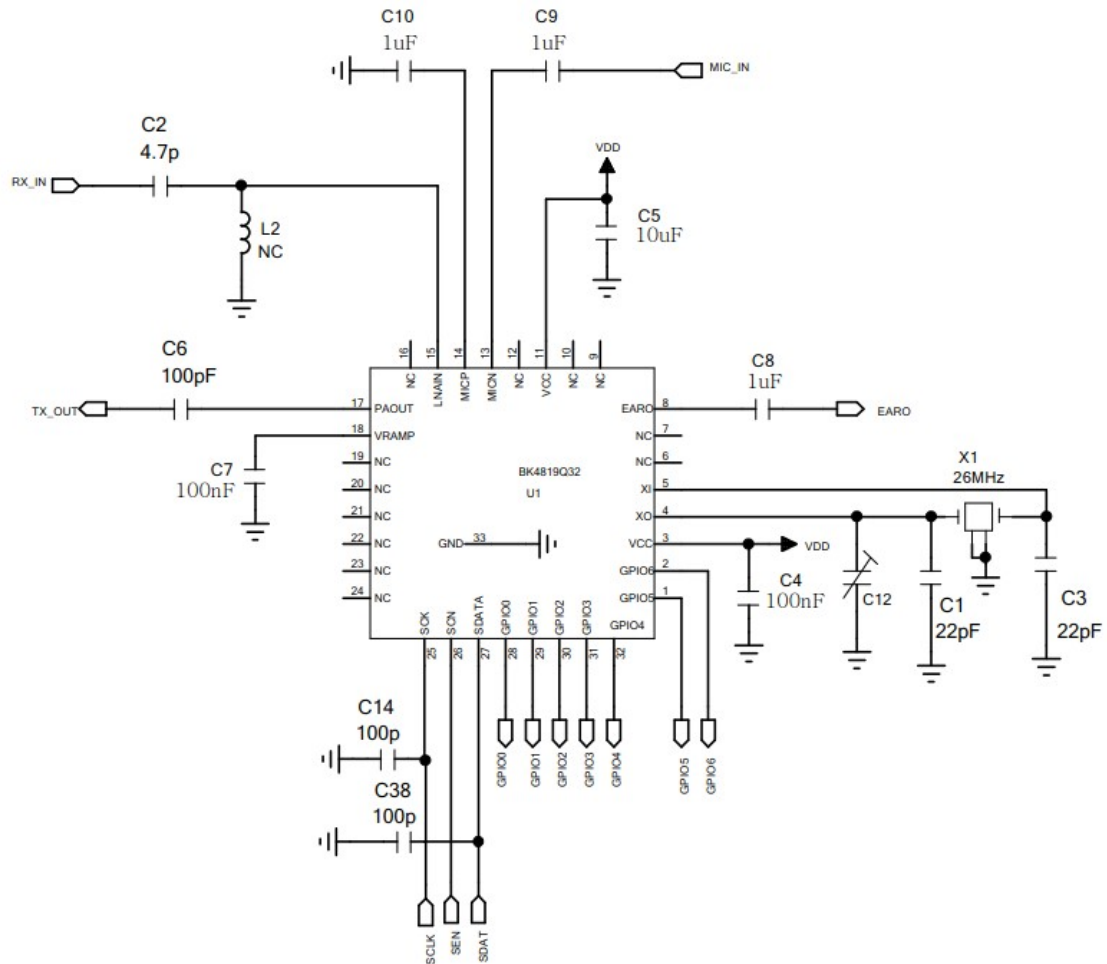 C10
1uF
C9
1uF
MIC_IN
C2
4.7p
RX_IN
L2
NC
VDD
C5
10uF
C6
100pF
TX_OUT
16
15
14
13
12
11
10
9
NC
LNAIN
MICP
MICN
NC
VCC
NC
NC
17
PAOUT
18
VRAMP
19
NC
20
NC
21
NC
22
NC
23
NC
24
NC
C7
100nF
BK4819Q32
U1
GND
33
EARO
8
NC
7
NC
6
XI
5
XO
4
VCC
3
GPIO6
2
GPIO5
1
C8
1uF
EARO
X1
26MHz
VDD
C4
100nF
C12
C1
22pF
C3
22pF
SCK
SCN
SDATA
GPIO0
GPIO1
GPIO2
GPIO3
GPIO4
25
26
27
28
29
30
31
32
C14
100p
C38
100p
GPIO0
GPIO1
GPIO2
GPIO3
GPIO4
GPIO5
GPIO6
SCLK
SEN
SDAT